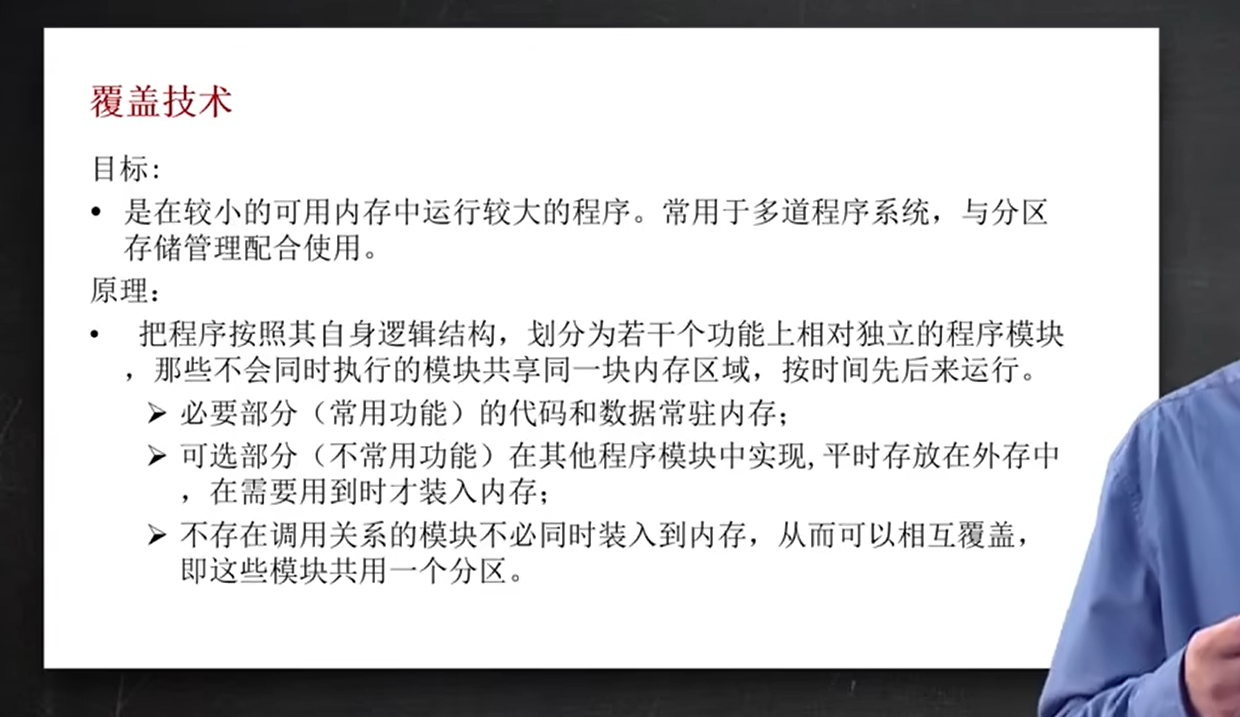 覆盖技术
目标:
• 是在较小的可用内存中运行较大的程序。常用于多道程序系统，与分区
存储管理配合使用。
原理：
• 把程序按照其自身逻辑结构，划分为若干个功能上相对独立的程序模块
，那些不会同时执行的模块共享同一块内存区域，按时间先后来运行。
➢ 必要部分（常用功能）的代码和数据常驻内存；
➢ 可选部分（不常用功能）在其他程序模块中实现,平时存放在外存中
，在需要用到时才装入内存；
➢ 不存在调用关系的模块不必同时装入到内存，从而可以相互覆盖，
即这些模块共用一个分区。